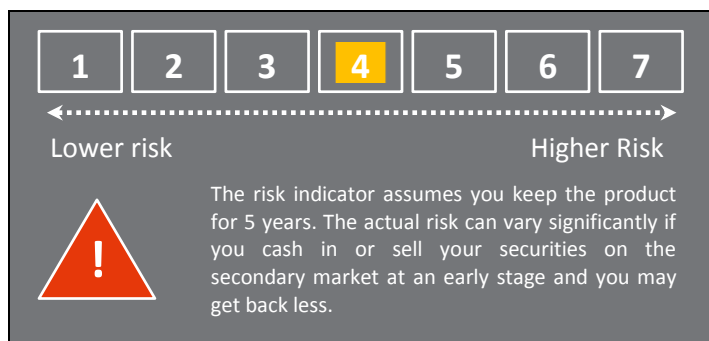 1 2 3 4 5 6 7
Lower risk Higher Risk
!
The risk indicator assumes you keep the product
for 5 years. The actual risk can vary significantly if
you cash in or sell your securities on the
secondary market at an early stage and you may
get back less.